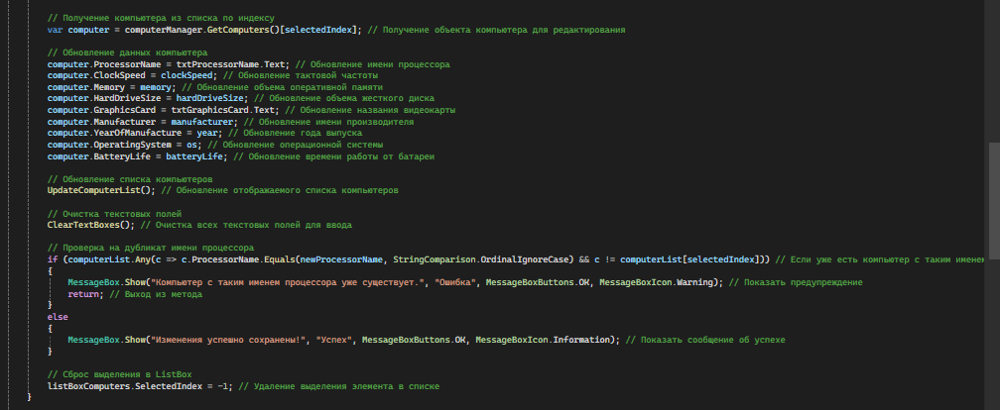 // Получение компьютера из списка по индексу
var computer = computerManager.GetComputers()[selectedIndex]; // Получение объекта компьютера для редактирования
// Обновление данных компьютера
computer.ProcessorName = txtProcessorName.Text; // Обновление имени процессора
computer.ClockSpeed = clockSpeed; // Обновление тактовой частоты
computer.Memory = memory; // Обновление объема оперативной памяти
computer.HardDriveSize = hardDriveSize; // Обновление объема жесткого диска
computer.GraphicsCard = txtGraphicsCard.Text; // Обновление названия видеокарты
computer.Manufacturer = manufacturer; // Обновление имени производителя
computer.YearOfManufacture = year; // Обновление года выпуска
computer.OperatingSystem = os; // Обновление операционной системы
computer.BatteryLife = batteryLife; // Обновление времени работы от батареи
// Обновление списка компьютеров
UpdateComputerList(); // Обновление отображаемого списка компьютеров
// Очистка текстовых полей
ClearTextBoxes(); // Очистка всех текстовых полей для ввода
// Проверка на дубликат имени процессора
if (computerList.Any(c => c.ProcessorName.Equals(newProcessorName, StringComparison.OrdinalIgnoreCase) && c != computerList[selectedIndex])) // Если уже есть компьютер с таким именем
{
MessageBox.Show("Компьютер с таким именем процессора уже существует.", "Ошибка", MessageBoxButtons.OK, MessageBoxIcon.Warning); // Показать предупреждение
return; // Выход из метода
}
else
{
MessageBox.Show("Изменения успешно сохранены!", "Успех", MessageBoxButtons.OK, MessageBoxIcon.Information); // Показать сообщение об успехе
}
// Сброс выделения в ListBox
listBoxComputers.SelectedIndex = -1; // Удаление выделения элемента в списке
}